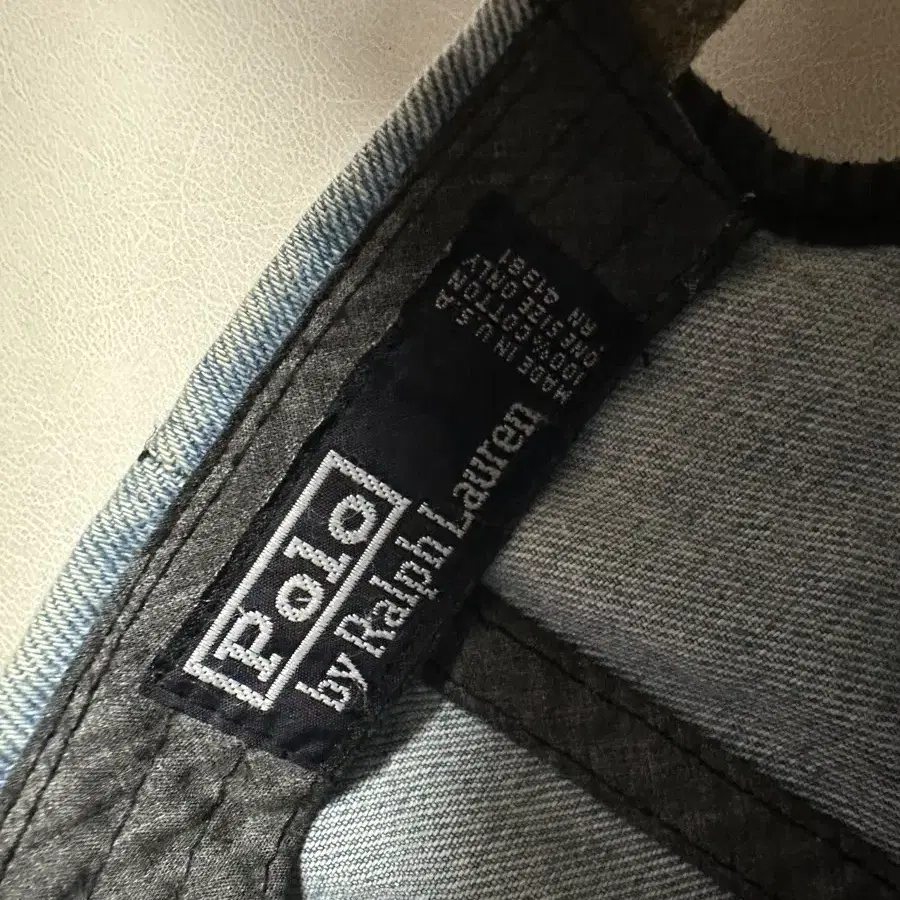 Polo
by Ralph Lauren
MADE IN U.S.A
100% COTTON
ONE SIZE ONLY
RN 41381